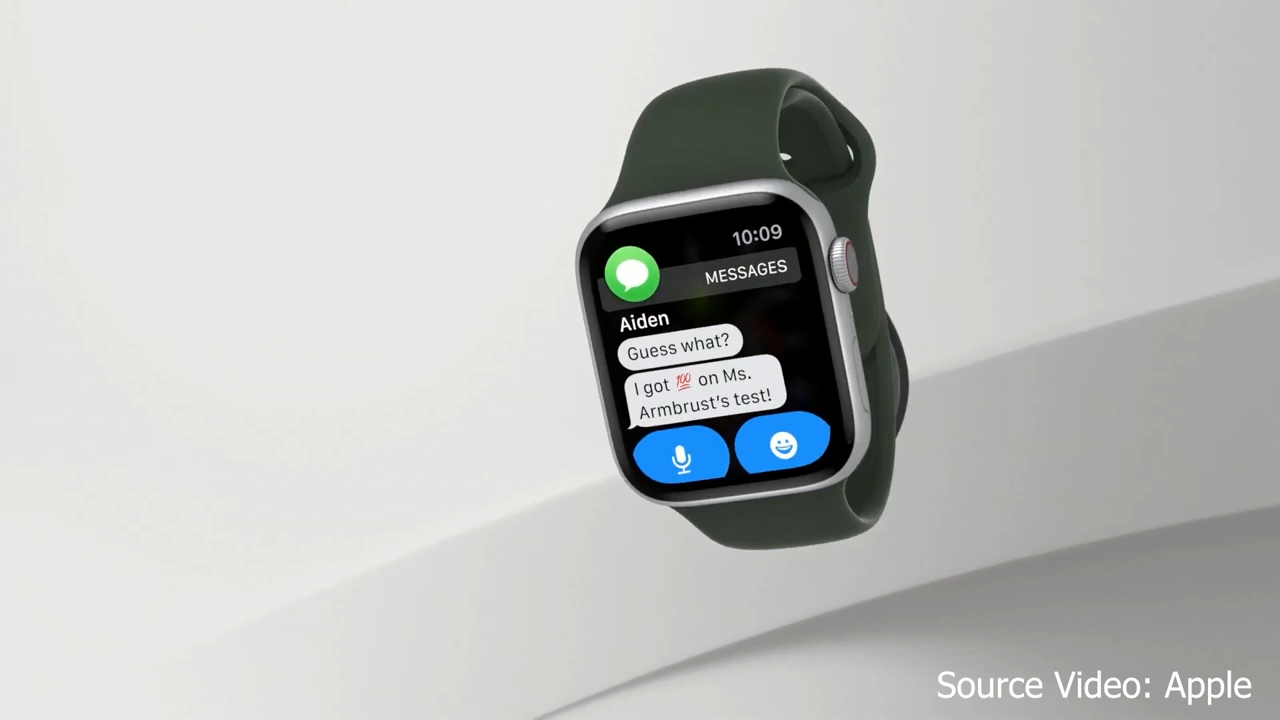 10:09
MESSAGES
Aiden
Guess what?
I got 💯 on Ms.
Armbrust's test!
Source Video: Apple